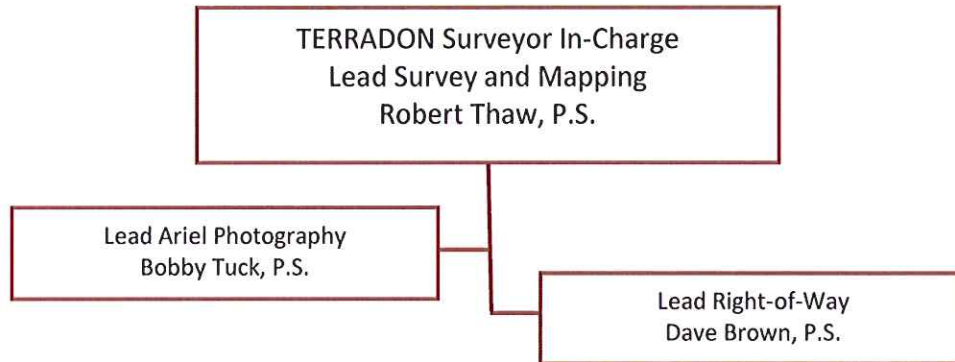 TERRADON Surveyor In-Charge
Lead Survey and Mapping
Robert Thaw, P.S.
Lead Ariel Photography
Bobby Tuck, P.S.
Lead Right-of-Way
Dave Brown, P.S.